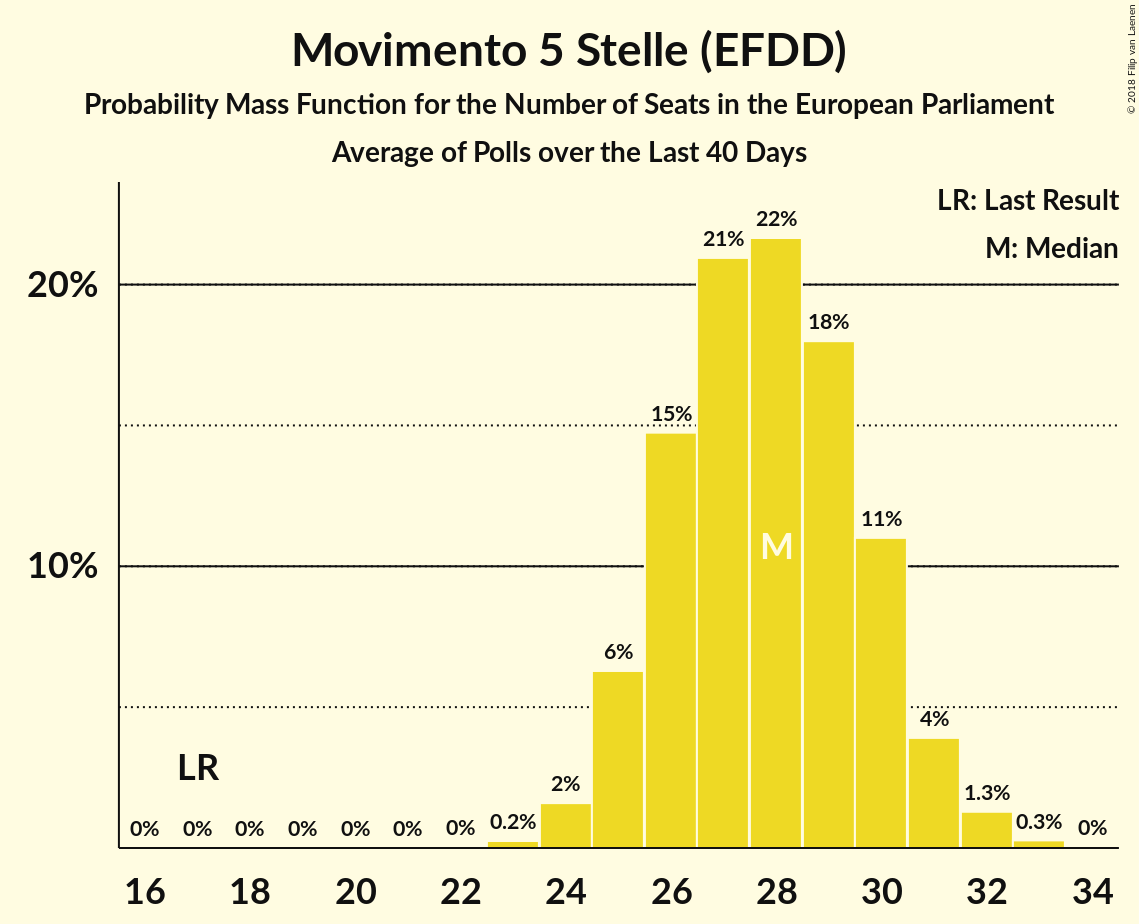 Movimento 5 Stelle (EFDD)
Probability Mass Function for the Number of Seats in the European Parliament
Average of Polls over the Last 40 Days
© 2018 Filip van Laenen
LR: Last Result
M: Median
20%
10%
0% 0% 0% 0% 0% 0% 0% 0.2% 2% 6% 15% 21% 22% 18% 11% 4% 1.3% 0.3% 0%
LR
M
16 18 20 22 24 26 28 30 32 34